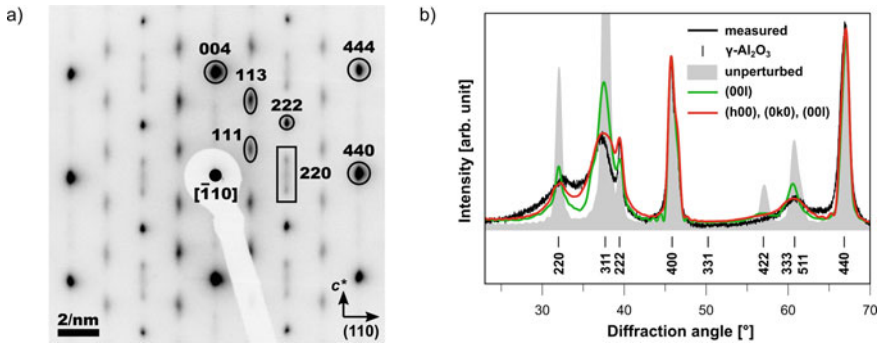 a)
004
444
113
222
111
220
440
[1̄10]
c*
2/nm
(110)
b)
Intensity [arb. unit]
measured
γ-Al₂O₃
unperturbed
(00l)
(h00), (0k0), (00l)
220
311
222
400
331
422
333
511
440
30 40 50 60 70
Diffraction angle [°]